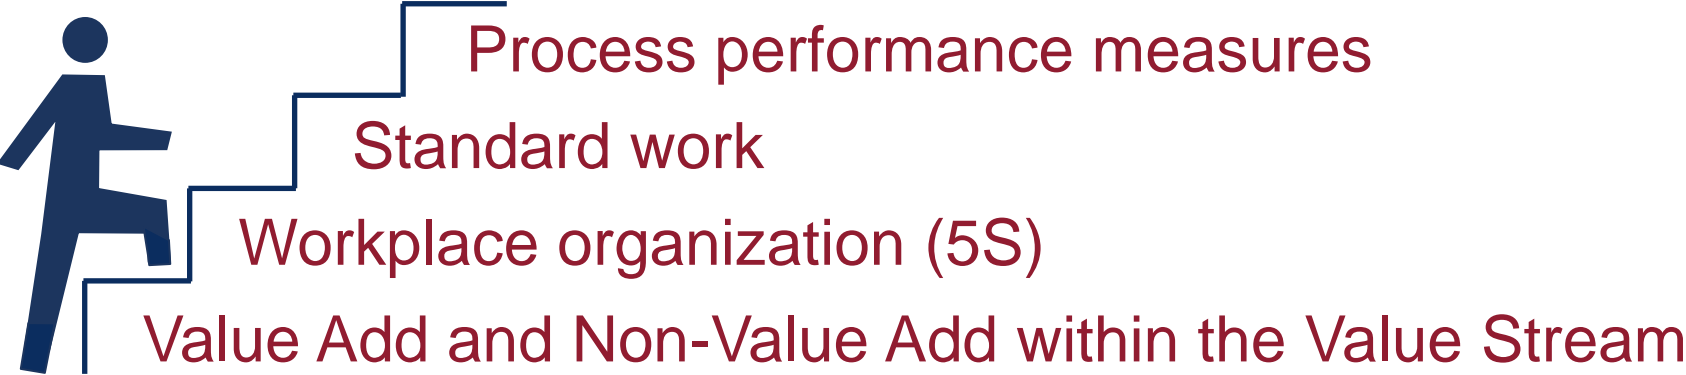 Process performance measures
Standard work
Workplace organization (5S)
Value Add and Non-Value Add within the Value Stream